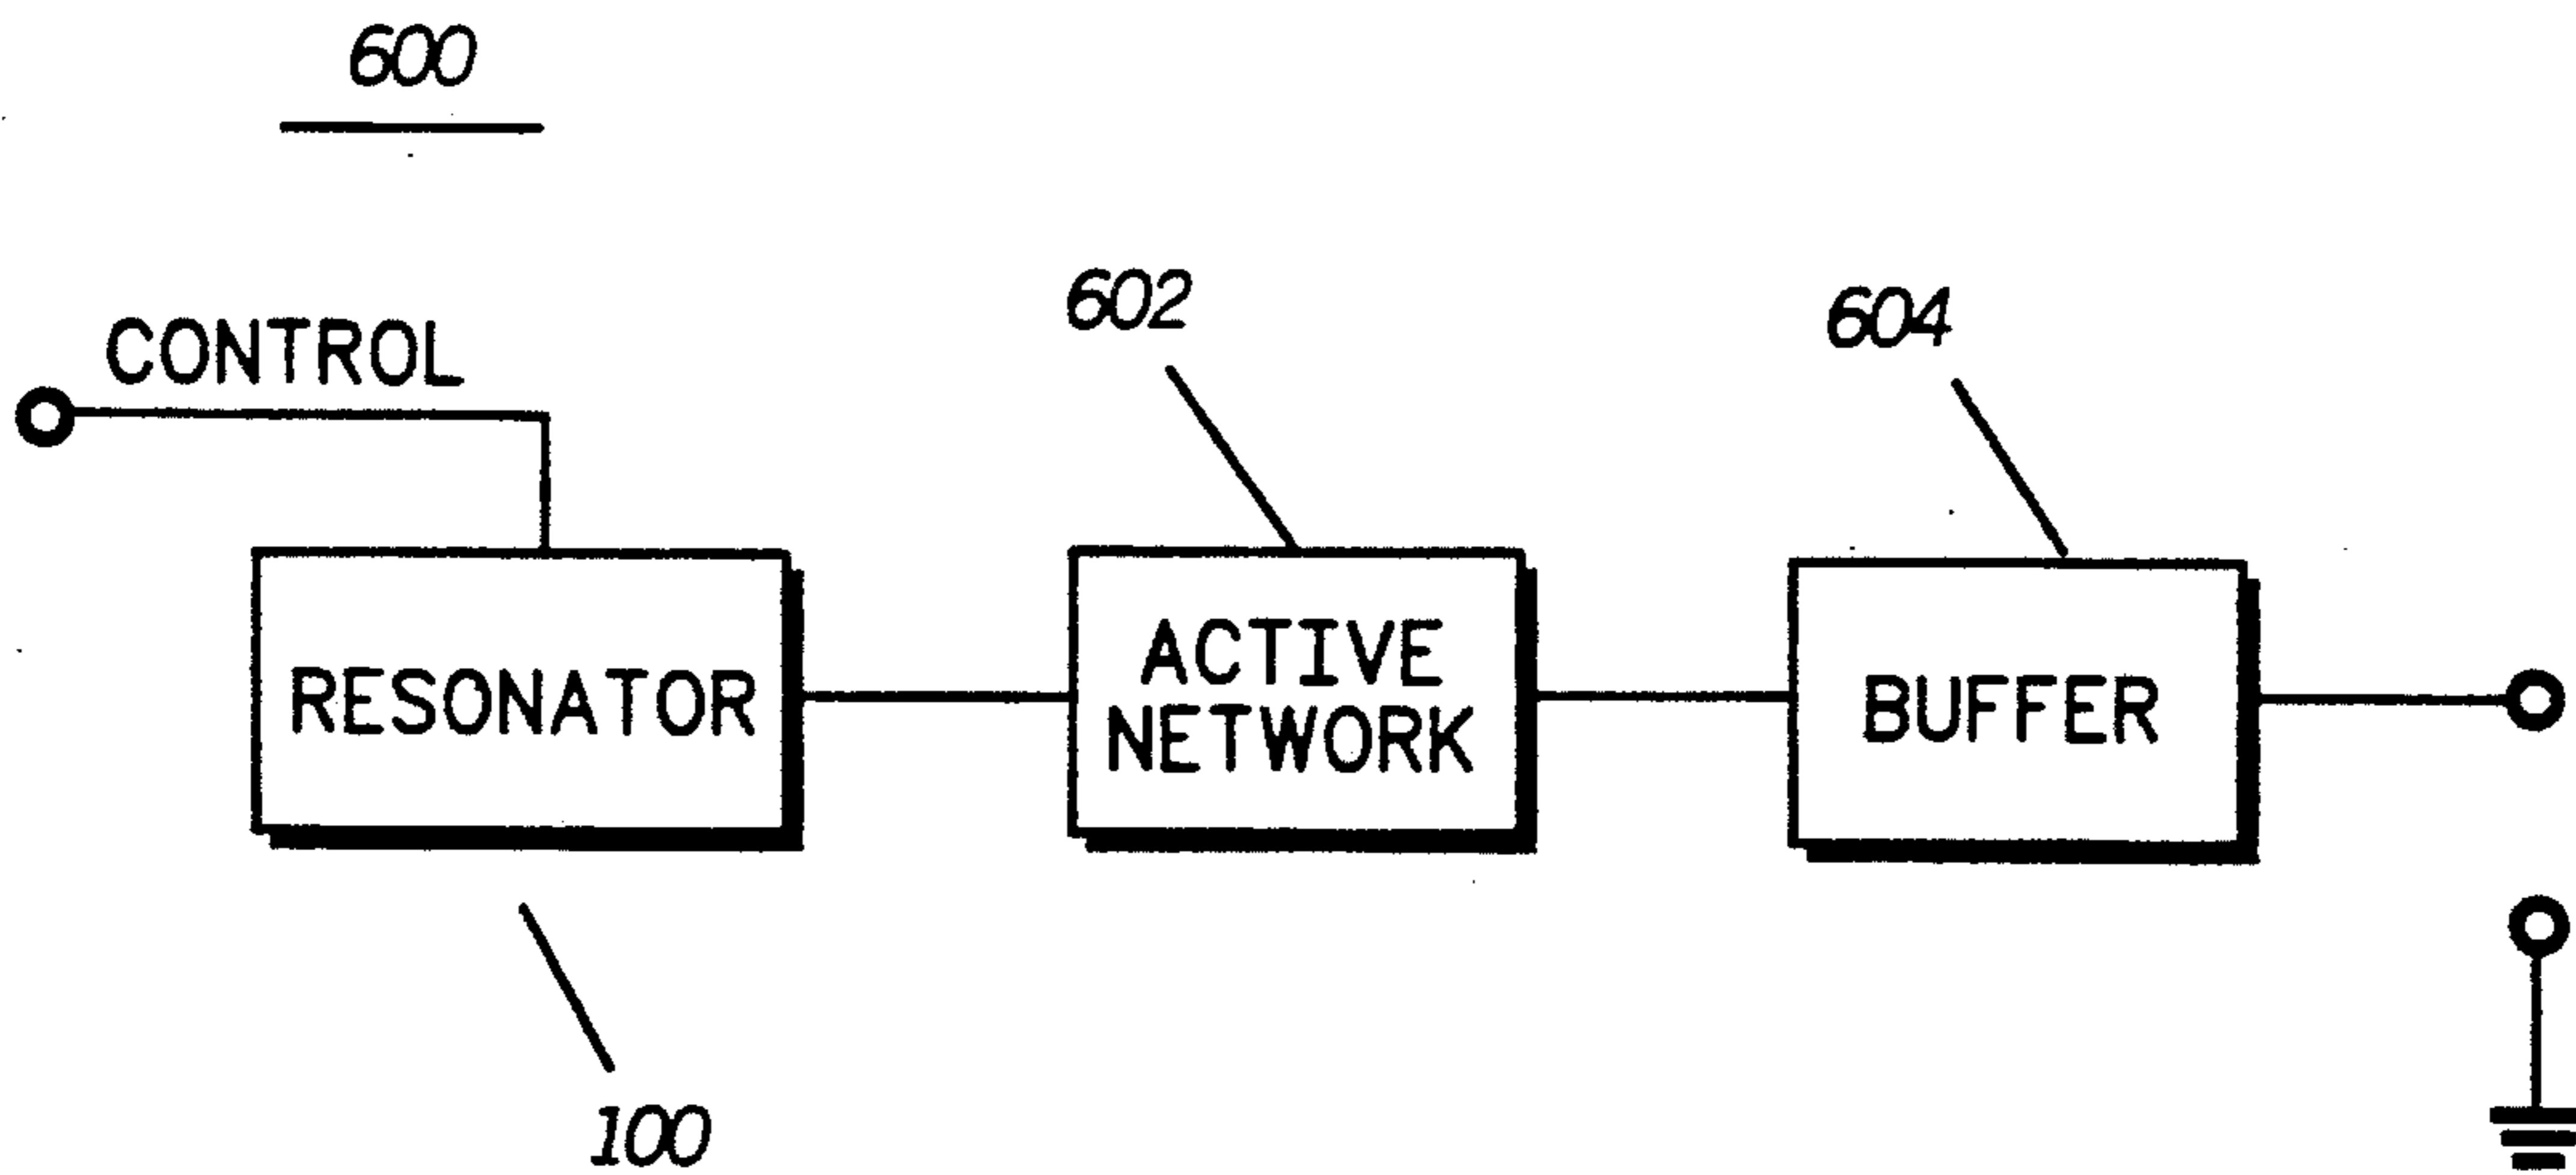 600
CONTROL
602
604
RESONATOR
ACTIVE
NETWORK
BUFFER
100